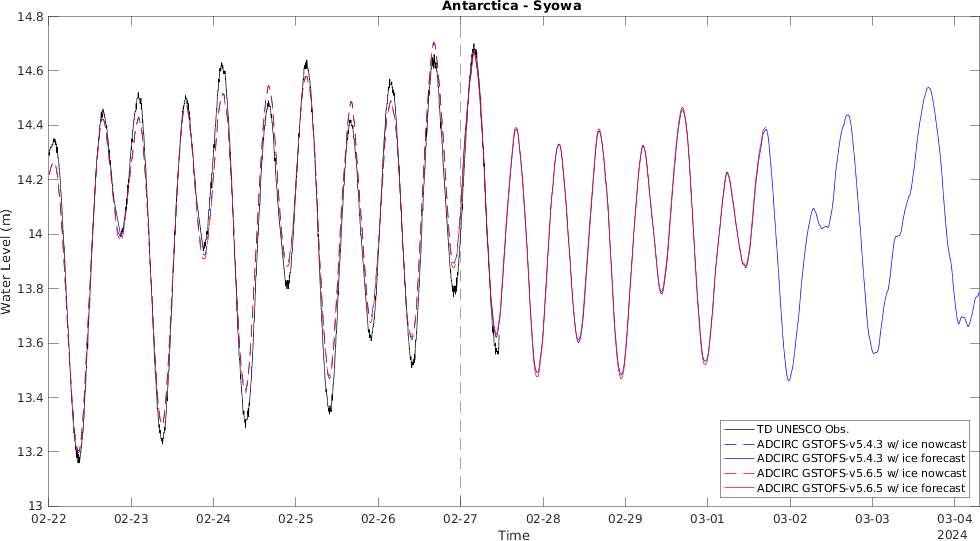 Antarctica - Syowa
Water Level (m)
14.8
14.6
14.4
14.2
14
13.8
13.6
13.4
13.2
13
TD UNESCO Obs.
ADCIRC GSTOFS-v5.4.3 w/ ice nowcast
ADCIRC GSTOFS-v5.4.3 w/ ice forecast
ADCIRC GSTOFS-v5.6.5 w/ ice nowcast
ADCIRC GSTOFS-v5.6.5 w/ ice forecast
02-22 02-23 02-24 02-25 02-26 02-27 02-28 02-29 03-01 03-02 03-03 03-04
Time
2024